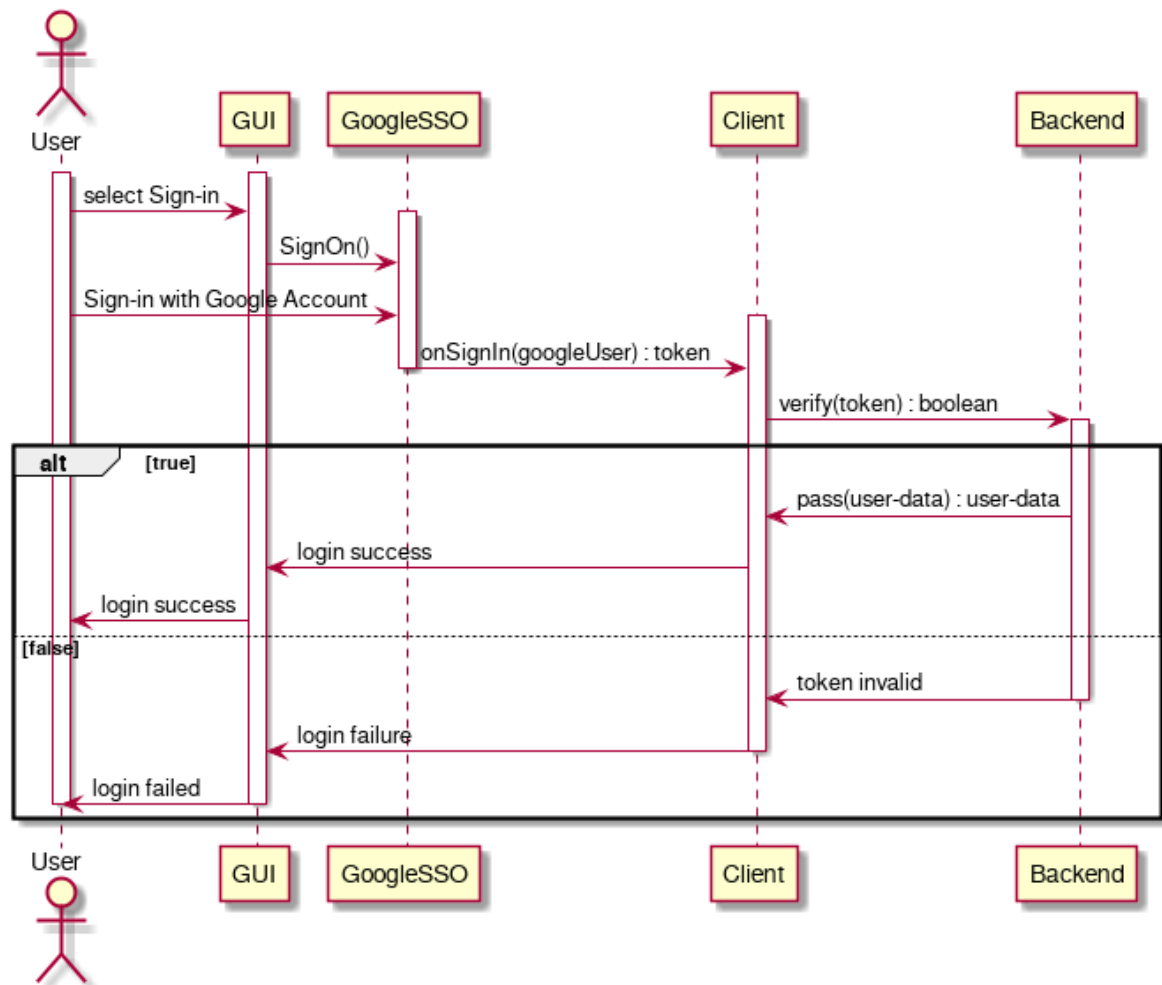 User
GUI
GoogleSSO
Client
Backend
select Sign-in
SignOn()
Sign-in with Google Account
onSignIn(googleUser) : token
verify(token) : boolean
alt
[true]
pass(user-data) : user-data
login success
login success
[false]
token invalid
login failure
login failed
User
GUI
GoogleSSO
Client
Backend